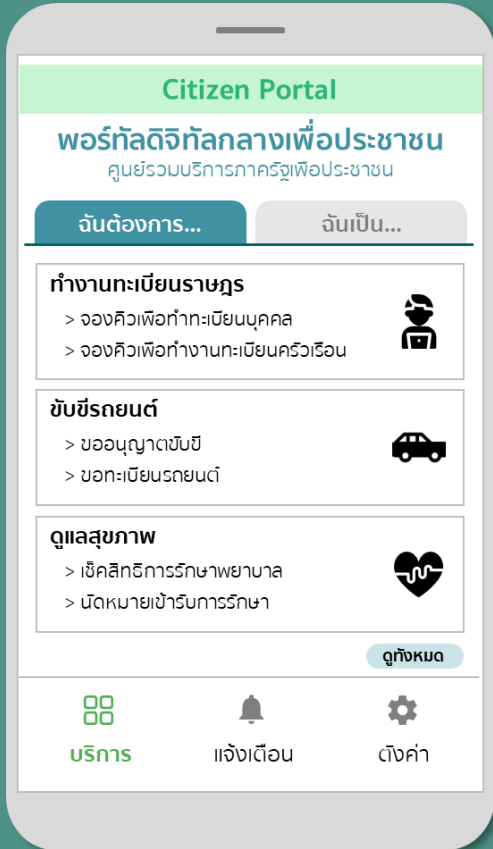 Citizen Portal
พอร์ทัลดิจิทัลกลางเพื่อประชาชน
ศูนย์รวมบริการภาครัฐเพื่อประชาชน
ฉันต้องการ...
ฉันเป็น...
ทำงานทะเบียนราษฎร
> จองคิวเพื่อทำทะเบียนบุคคล
> จองคิวเพื่อทำงานทะเบียนครัวเรือน
ขับขี่รถยนต์
> ขออนุญาตขับขี่
> ขอทะเบียนรถยนต์
ดูแลสุขภาพ
> เช็คสิทธิการรักษาพยาบาล
> นัดหมายเข้ารับการรักษา
ดูทั้งหมด
บริการ
แจ้งเตือน
ตั้งค่า